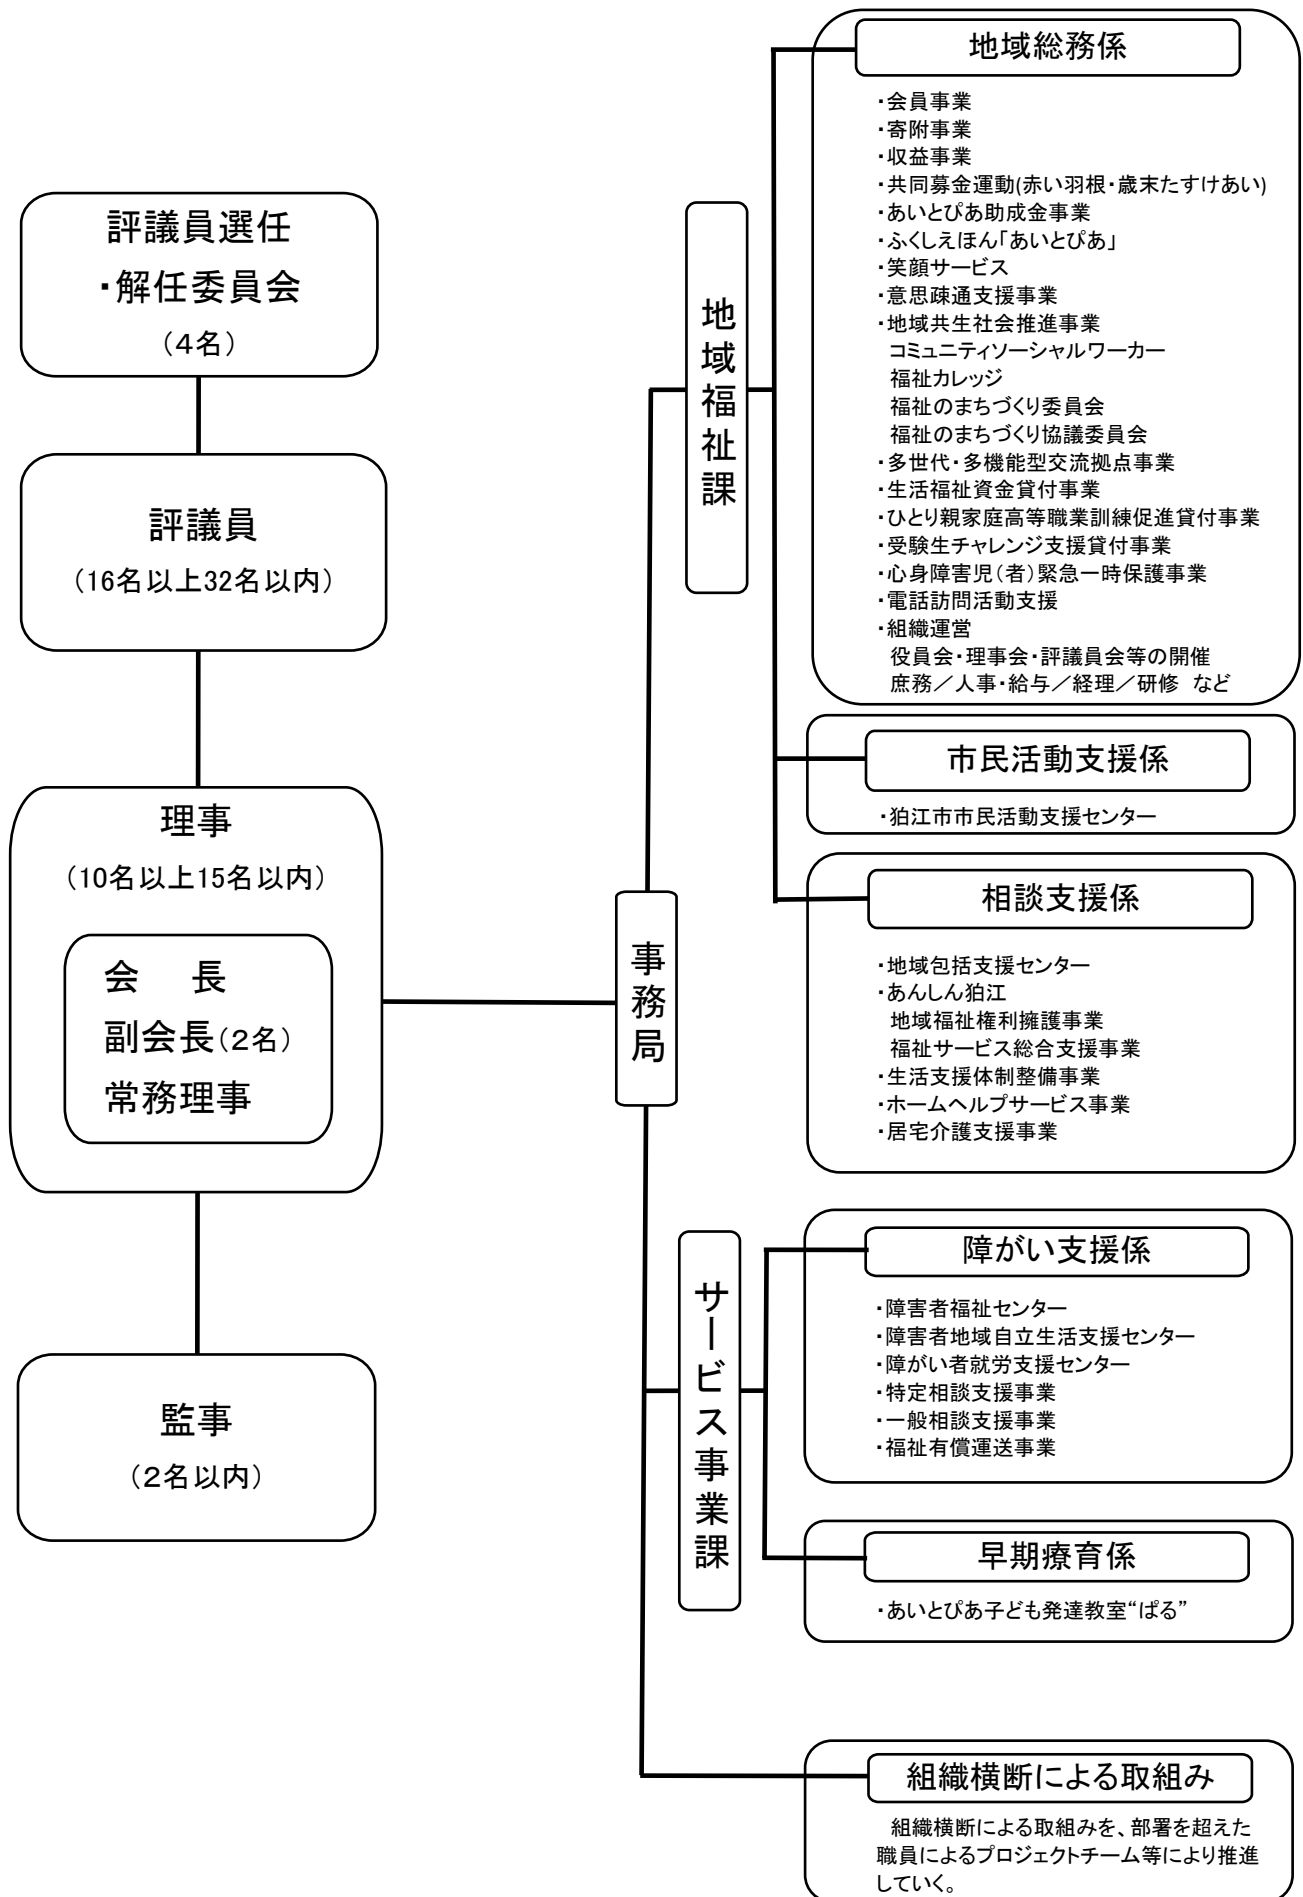 評議員選任
・解任委員会
(4名)
評議員
(16名以上32名以内)
理事
(10名以上15名以内)
会　長
副会長(2名)
常務理事
監事
(2名以内)
事務局
地域福祉課
地域総務係
・会員事業
・寄附事業
・収益事業
・共同募金運動(赤い羽根・歳末たすけあい)
・あいとぴあ助成金事業
・ふくしえほん「あいとぴあ」
・笑顔サービス
・意思疎通支援事業
・地域共生社会推進事業
コミュニティソーシャルワーカー
福祉カレッジ
福祉のまちづくり委員会
福祉のまちづくり協議委員会
・多世代・多機能型交流拠点事業
・生活福祉資金貸付事業
・ひとり親家庭高等職業訓練促進貸付事業
・受験生チャレンジ支援貸付事業
・心身障害児(者)緊急一時保護事業
・電話訪問活動支援
・組織運営
役員会・理事会・評議員会等の開催
庶務／人事・給与／経理／研修　など
市民活動支援係
・狛江市市民活動支援センター
相談支援係
・地域包括支援センター
・あんしん狛江
地域福祉権利擁護事業
福祉サービス総合支援事業
・生活支援体制整備事業
・ホームヘルプサービス事業
・居宅介護支援事業
サービス事業課
障がい支援係
・障害者福祉センター
・障害者地域自立生活支援センター
・障がい者就労支援センター
・特定相談支援事業
・一般相談支援事業
・福祉有償運送事業
早期療育係
・あいとぴあ子ども発達教室“ぱる”
組織横断による取組み
組織横断による取組みを、部署を超えた
職員によるプロジェクトチーム等により推進
していく。